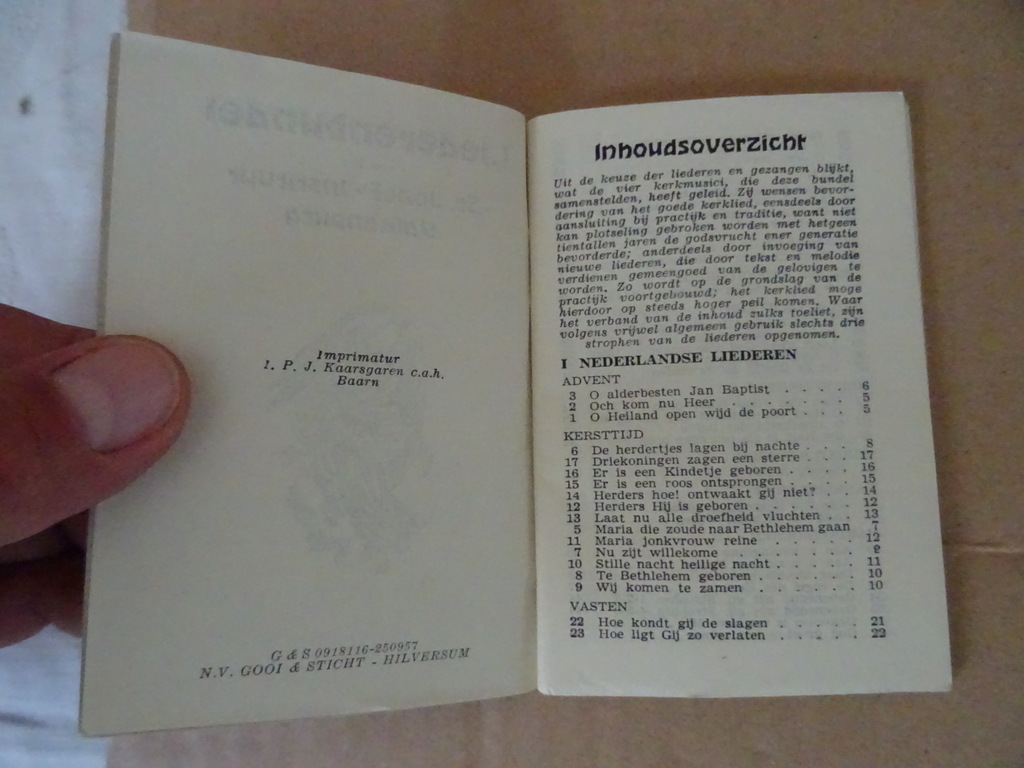 Imprimatur
I. P. J. Kaarsgaren c.a.h.
Baarn
G & S 0918116-250957
N.V. GOOI & STICHT - HILVERSUM
Inhoudsoverzicht
Uit de keuze der liederen en gezangen blijkt,
wat de vier kerkmusici, die deze bundel
samenstelden, heeft geleid. Zij wensen bevor-
dering van het goede kerklied, eensdeels door
aansluiting bij practijk en traditie, want niet
kan plotseling gebroken worden met hetgeen
tientallen jaren de godsvrucht ener generatie
bevorderde; anderdeels door invoeging van
nieuwe liederen, die door tekst en melodie
verdienen gemeengoed van de gelovigen te
worden. Zo wordt op de grondslag van de
practijk voortgebouwd; het kerklied moge
hierdoor op steeds hoger peil komen. Waar
het verband van de inhoud zulks toeliet, zijn
volgens vrijwel algemeen gebruik slechts drie
strophen van de liederen opgenomen.
I NEDERLANDSE LIEDEREN
ADVENT
3 O alderbesten Jan Baptist . . . . 6
2 Och kom nu Heer . . . . . . . 5
1 O Heiland open wijd de poort . . . 5
KERSTTIJD
6 De herdertjes lagen bij nachte . . . 8
17 Driekoningen zagen een sterre . . . 17
16 Er is een Kindetje geboren . . . . 16
15 Er is een roos ontsprongen . . . . 15
14 Herders hoe! ontwaakt gij niet? . . 14
12 Herders Hij is geboren . . . . . 12
13 Laat nu alle droefheid vluchten . . 13
5 Maria die zoude naar Bethlehem gaan 7
11 Maria jonkvrouw reine . . . . . 12
7 Nu zijt willekome . . . . . . .
10 Stille nacht heilige nacht . . . . . 11
8 Te Bethlehem geboren . . . . . . 10
9 Wij komen te zamen . . . . . . 10
VASTEN
22 Hoe kondt gij de slagen . . . . . 21
23 Hoe ligt Gij zo verlaten . . . . . 22